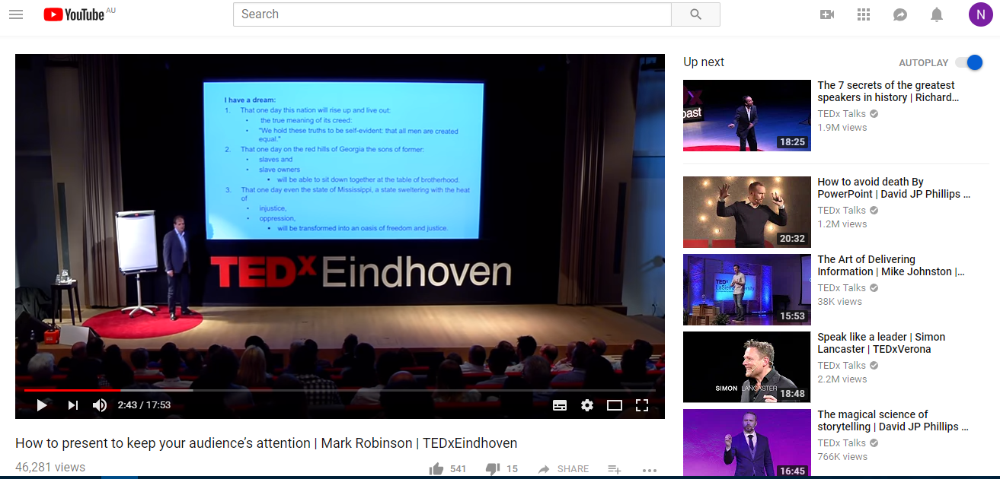 YouTube AU
Search
N
I have a dream:
1. That one day this nation will rise up and live out:
• the true meaning of its creed:
• "We hold these truths to be self-evident: that all men are created
equal."
2. That one day on the red hills of Georgia the sons of former:
• slaves and
• slave owners
• will be able to sit down together at the table of brotherhood.
3. That one day even the state of Mississippi, a state sweltering with the heat
of
• injustice,
• oppression,
• will be transformed into an oasis of freedom and justice.
TEDx Eindhoven
2:43 / 17:53
How to present to keep your audience's attention | Mark Robinson | TEDxEindhoven
46,281 views
541
15
SHARE
Up next
AUTOPLAY
oast
18:25
The 7 secrets of the greatest
speakers in history | Richard...
TEDx Talks
1.9M views
20:32
How to avoid death By
PowerPoint | David JP Phillips ...
TEDx Talks
1.2M views
TEDx
15:53
The Art of Delivering
Information | Mike Johnston |...
TEDx Talks
38K views
SIMON LANCASTER
18:48
Speak like a leader | Simon
Lancaster | TEDxVerona
TEDx Talks
2.2M views
16:45
The magical science of
storytelling | David JP Phillips ...
TEDx Talks
766K views